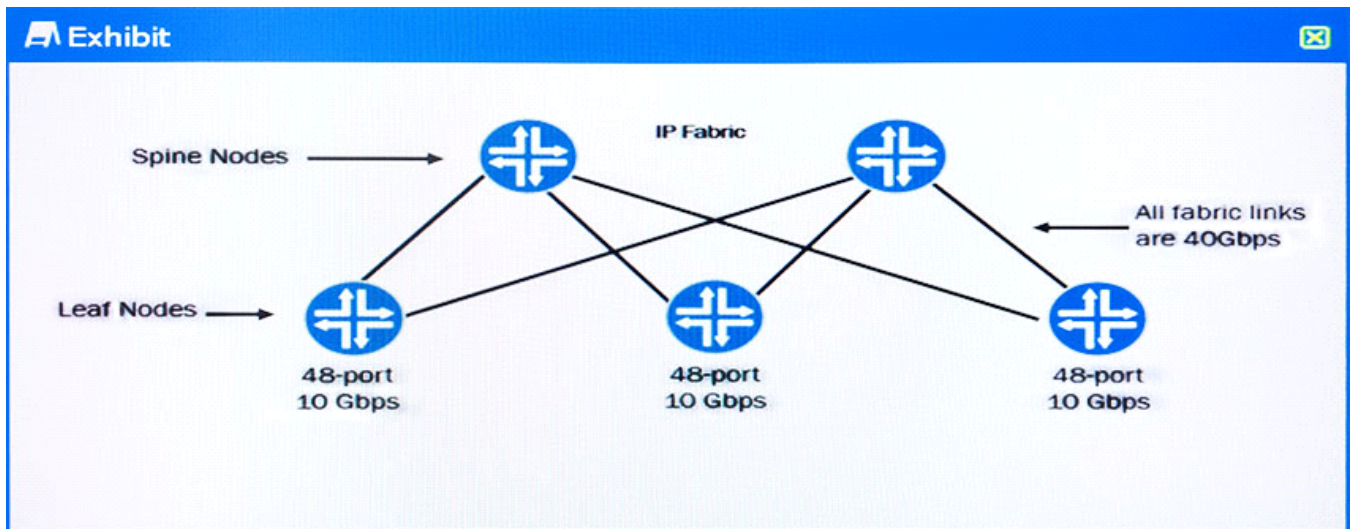 Exhibit
IP Fabric
Spine Nodes
All fabric links
are 40Gbps
Leaf Nodes
48-port
10 Gbps
48-port
10 Gbps
48-port
10 Gbps